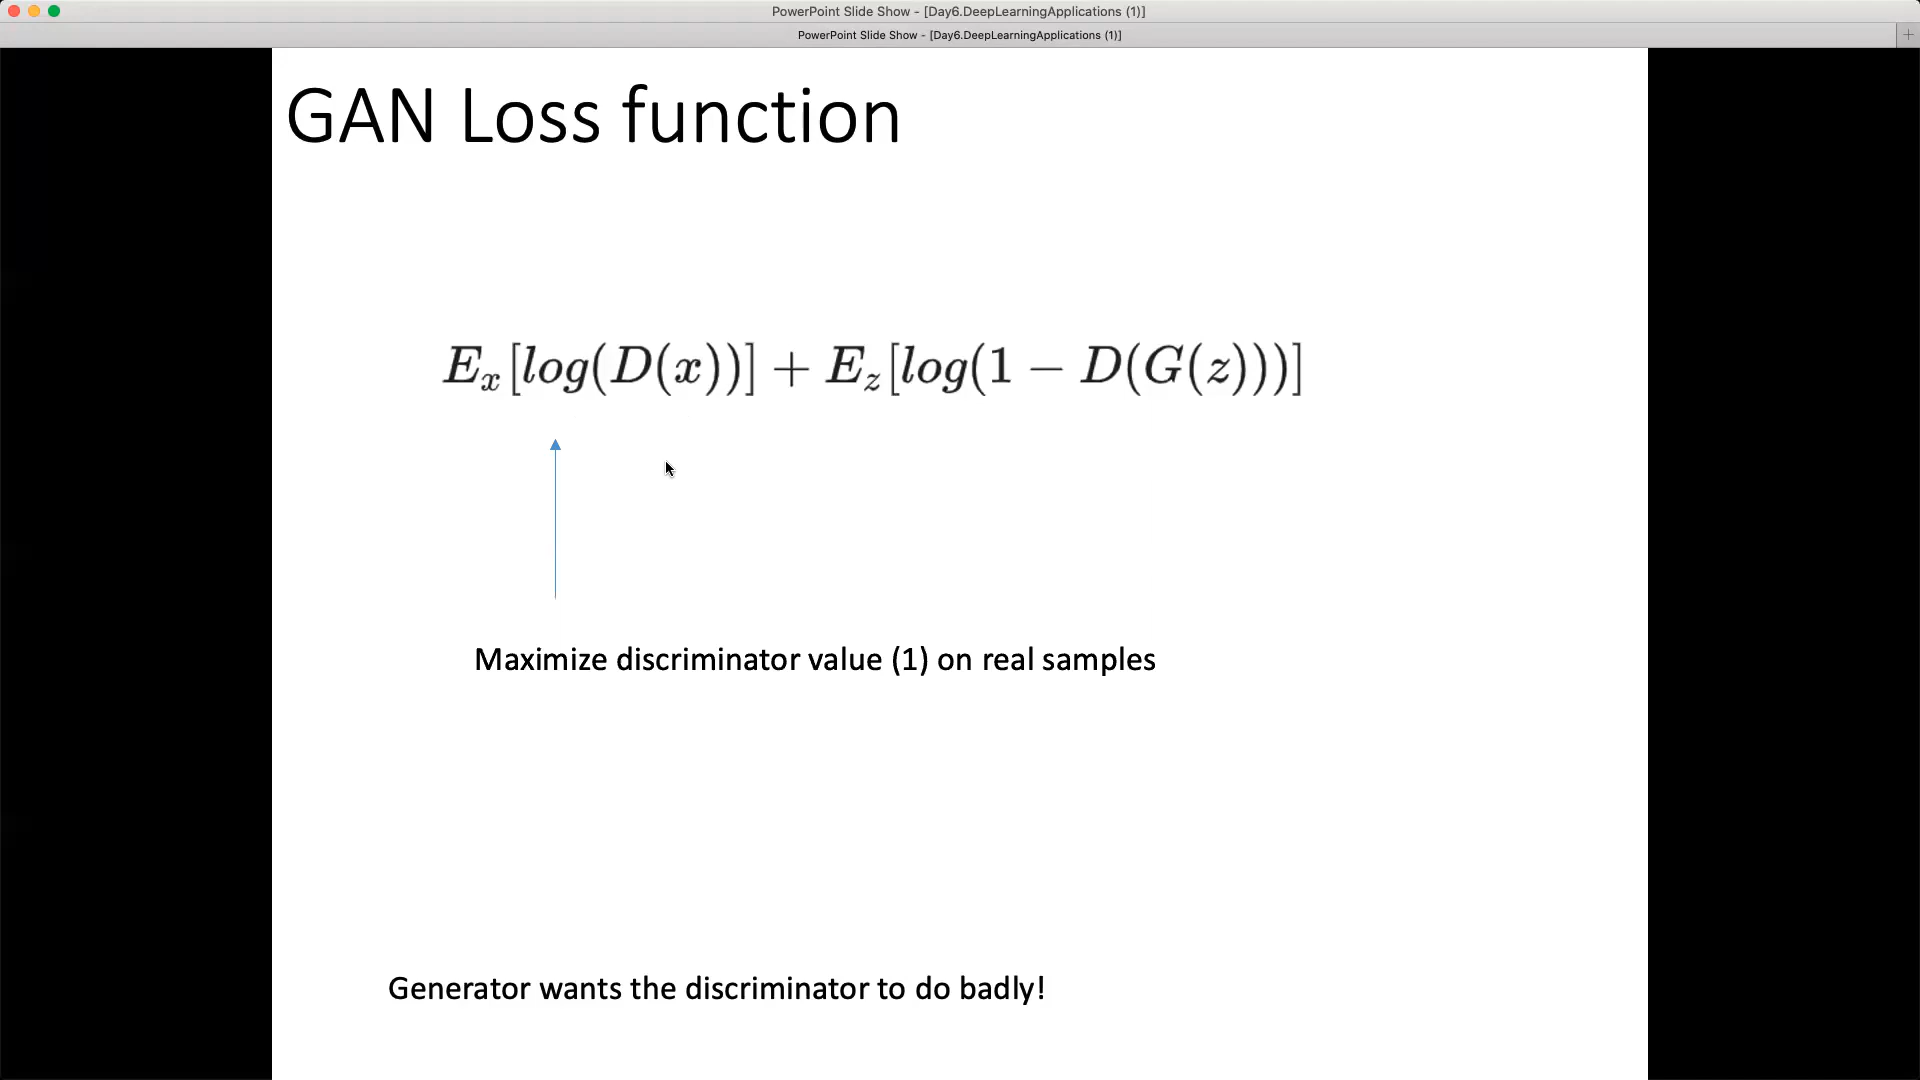 PowerPoint Slide Show - [Day6.DeepLearningApplications (1)]
PowerPoint Slide Show - [Day6.DeepLearningApplications (1)]
GAN Loss function
E_x[log(D(x))] + E_z[log(1 − D(G(z)))]
Maximize discriminator value (1) on real samples
Generator wants the discriminator to do badly!